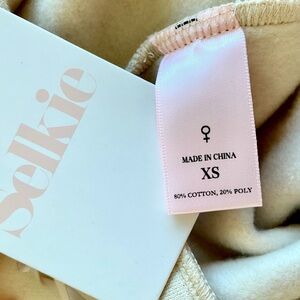 Selkie
♀
MADE IN CHINA
XS
80% COTTON, 20% POLY